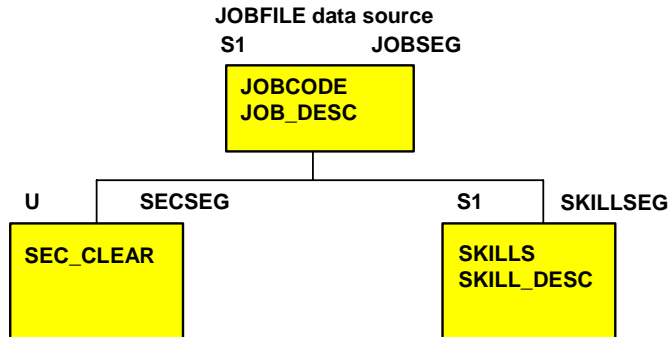 JOBFILE data source
S1 JOBSEG
JOBCODE
JOB_DESC
U SECSEG S1 SKILLSEG
SEC_CLEAR
SKILLS
SKILL_DESC